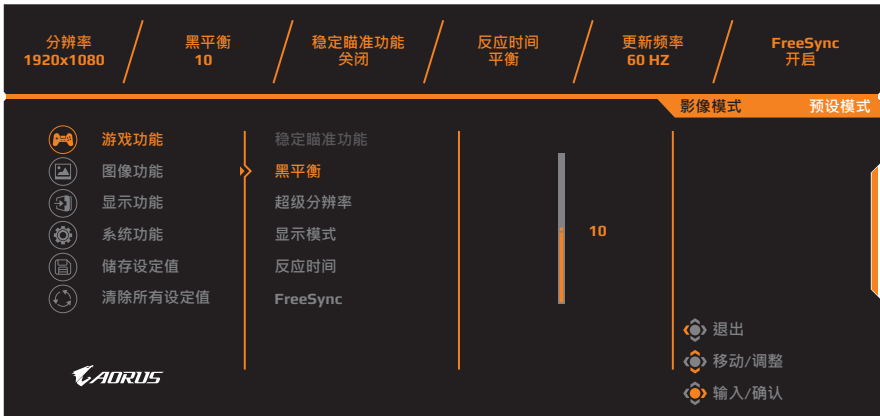 分辨率
1920x1080
黑平衡
10
稳定瞄准功能
关闭
反应时间
平衡
更新频率
60 HZ
FreeSync
开启
影像模式
预设模式
游戏功能
图像功能
显示功能
系统功能
储存设定值
清除所有设定值
稳定瞄准功能
黑平衡
超级分辨率
显示模式
反应时间
FreeSync
10
退出
移动/调整
输入/确认
AORUS